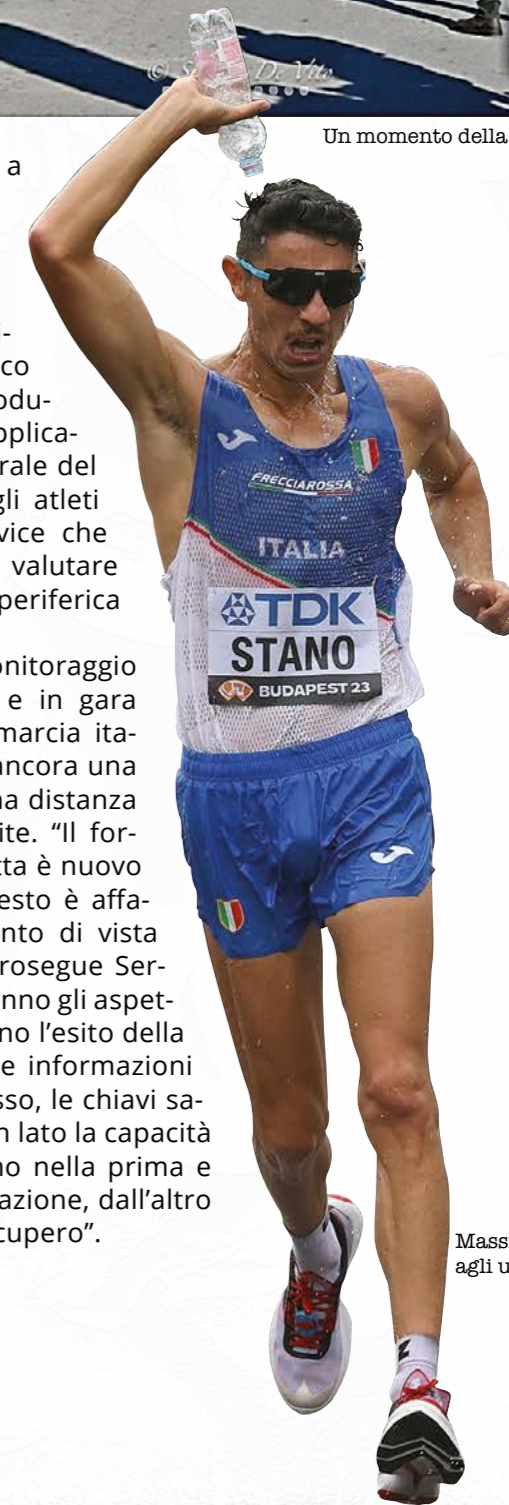 Un momento della
a
i-
co
odu-
pplica-
rale del
gli atleti
vice che
valutare
periferica
onitoraggio
e in gara
marcia ita-
ancora una
na distanza
ite. “Il for-
tta è nuovo
esto è affa-
nto di vista
rosegue Ser-
nno gli aspet-
no l’esito della
e informazioni
sso, le chiavi sa-
n lato la capacità
no nella prima e
azione, dall’altro
cupero”.
FRECCIAROSSA
ITALIA
TDK
STANO
BUDAPEST 23
Mass
agli u